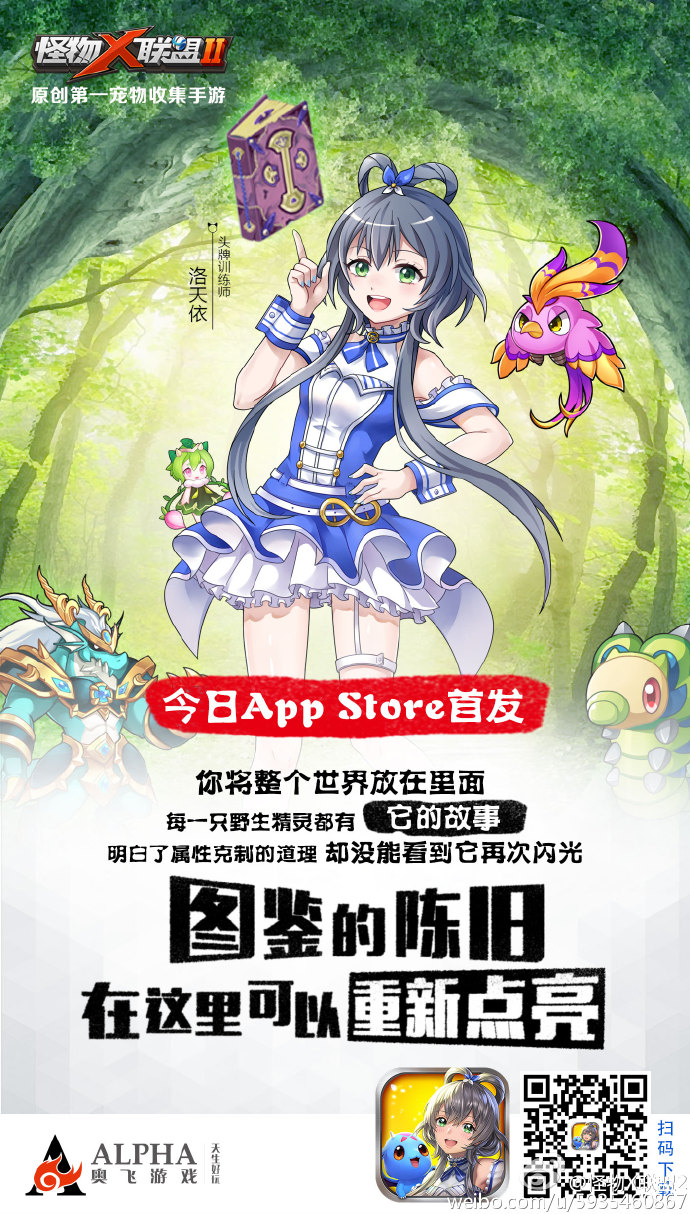 怪物X联盟II
原创第一宠物收集手游
头牌训练师
洛天依
今日App Store首发
你将整个世界放在里面
每一只野生精灵都有 它的故事
明白了属性克制的道理 却没能看到它再次闪光
图鉴的陈旧
在这里可以重新点亮
ALPHA
奥飞游戏
天生好玩
扫码下载
@怪物X联盟2
weibo.com/u/5935460867